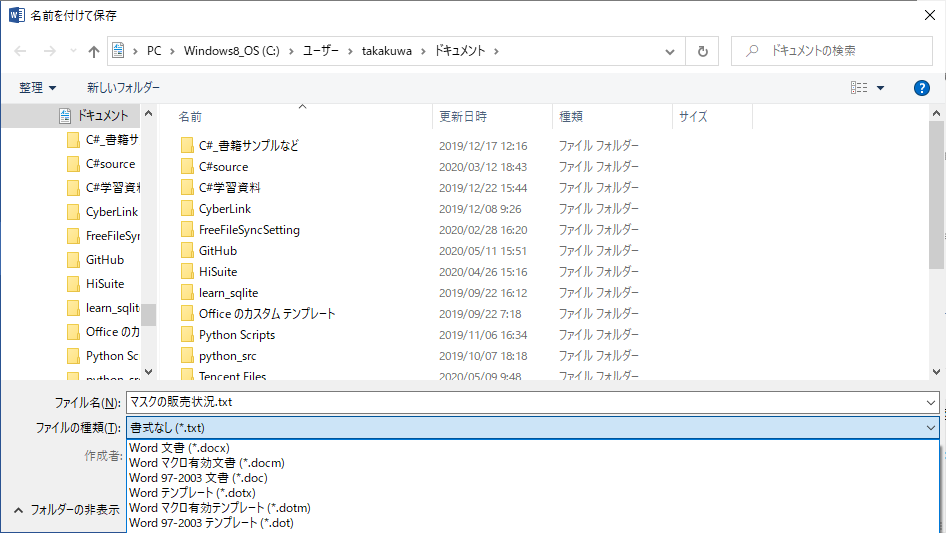 名前を付けて保存
PC › Windows8_OS (C:) › ユーザー › takakuwa › ドキュメント ›
ドキュメントの検索
整理
新しいフォルダー
?
ドキュメント
C#_書籍サ
C#source
C#学習資料
CyberLink
FreeFileSyn
GitHub
HiSuite
learn_sqlit
Office のカ
Python Sc
python_sr
名前 更新日時 種類 サイズ
C#_書籍サンプルなど 2019/12/17 12:16 ファイル フォルダー
C#source 2020/03/12 18:43 ファイル フォルダー
C#学習資料 2019/12/22 15:44 ファイル フォルダー
CyberLink 2019/12/08 9:26 ファイル フォルダー
FreeFileSyncSetting 2020/02/28 16:20 ファイル フォルダー
GitHub 2020/05/11 15:51 ファイル フォルダー
HiSuite 2020/04/26 15:16 ファイル フォルダー
learn_sqlite 2019/09/22 16:12 ファイル フォルダー
Office のカスタム テンプレート 2019/09/22 7:18 ファイル フォルダー
Python Scripts 2019/11/06 16:34 ファイル フォルダー
python_src 2019/10/07 18:18 ファイル フォルダー
Tencent Files 2020/05/09 9:48 ファイル フォルダー
ファイル名(N): マスクの販売状況.txt
ファイルの種類(T): 書式なし (*.txt)
作成者:
Word 文書 (*.docx)
Word マクロ有効文書 (*.docm)
Word 97-2003 文書 (*.doc)
Word テンプレート (*.dotx)
Word マクロ有効テンプレート (*.dotm)
Word 97-2003 テンプレート (*.dot)
フォルダーの非表示